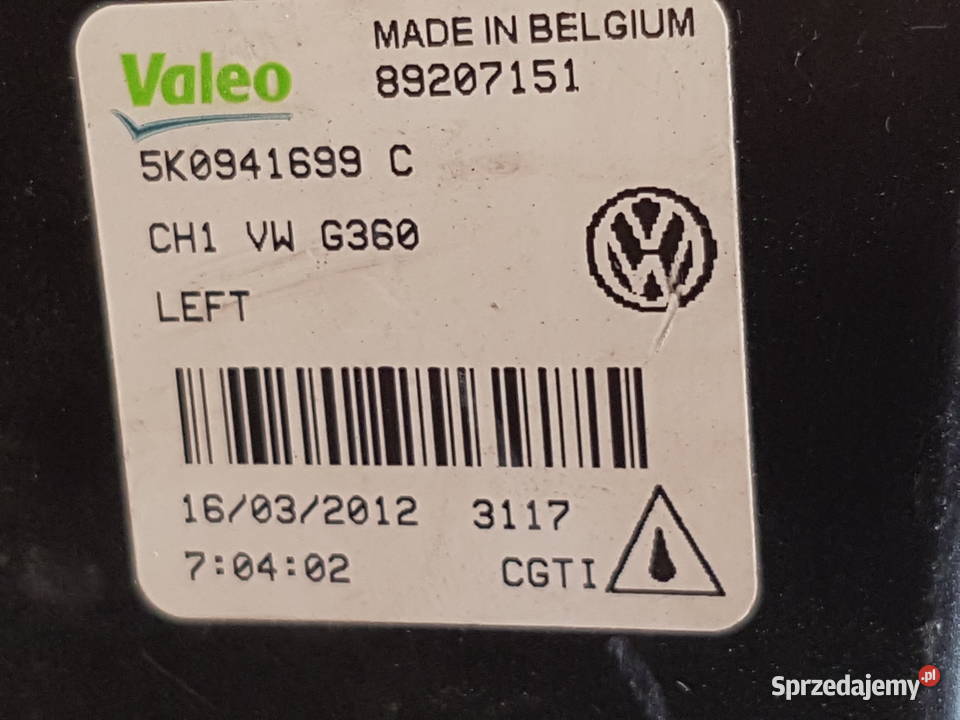 Valeo
MADE IN BELGIUM
89207151
5K0941699 C
CH1 VW G360
LEFT
16/03/2012 3117
7:04:02 CGTI
Sprzedajemy.pl